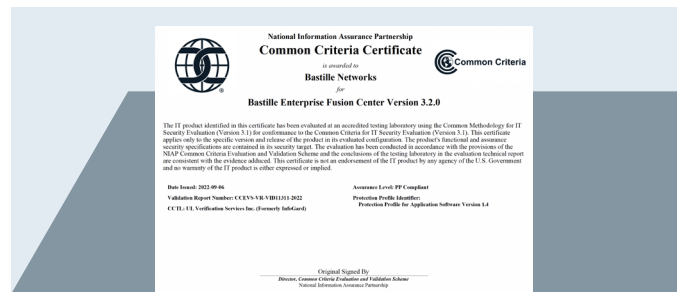 National Information Assurance Partnership
Common Criteria Certificate
is awarded to
Common Criteria
Bastille Networks
for
Bastille Enterprise Fusion Center Version 3.2.0
The IT product identified in this certificate has been evaluated at an accredited testing laboratory using the Common Methodology for IT
Security Evaluation (Version 3.1) for conformance to the Common Criteria for IT Security Evaluation (Version 3.1). This certificate
applies only to the specific version and release of the product in its evaluated configuration. The product's functional and assurance
security specifications are contained in its security target. The evaluation has been conducted in accordance with the provisions of the
NIAP Common Criteria Evaluation and Validation Scheme and the conclusions of the testing laboratory in the evaluation technical report
are consistent with the evidence adduced. This certificate is not an endorsement of the IT product by any agency of the U.S. Government
and no warranty of the IT product is either expressed or implied.
Date Issued: 2022-09-06
Validation Report Number: CCEVS-VR-VID11311-2022
CCTL: UL Verification Services Inc. (Formerly InfoGard)
Assurance Level: PP Compliant
Protection Profile Identifier:
Protection Profile for Application Software Version 1.4
Original Signed By
Director, Common Criteria Evaluation and Validation Scheme
National Information Assurance Partnership